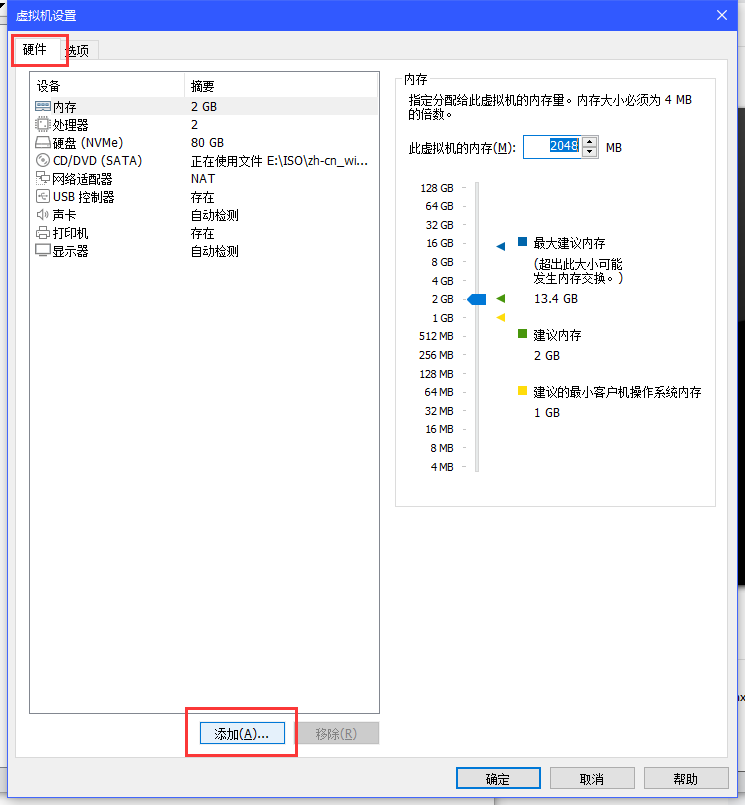 虚拟机设置
硬件 选项
设备 摘要
内存 2 GB
处理器 2
硬盘 (NVMe) 80 GB
CD/DVD (SATA) 正在使用文件 E:\ISO\zh-cn_wi...
网络适配器 NAT
USB 控制器 存在
声卡 自动检测
打印机 存在
显示器 自动检测
添加(A)... 移除(R)
内存
指定分配给此虚拟机的内存量。内存大小必须为 4 MB
的倍数。
此虚拟机的内存(M): 2048 MB
128 GB
64 GB
32 GB
16 GB
8 GB
4 GB
2 GB
1 GB
512 MB
256 MB
128 MB
64 MB
32 MB
16 MB
8 MB
4 MB
最大建议内存
(超出此大小可能
发生内存交换。)
13.4 GB
建议内存
2 GB
建议的最小客户机操作系统内存
1 GB
确定 取消 帮助